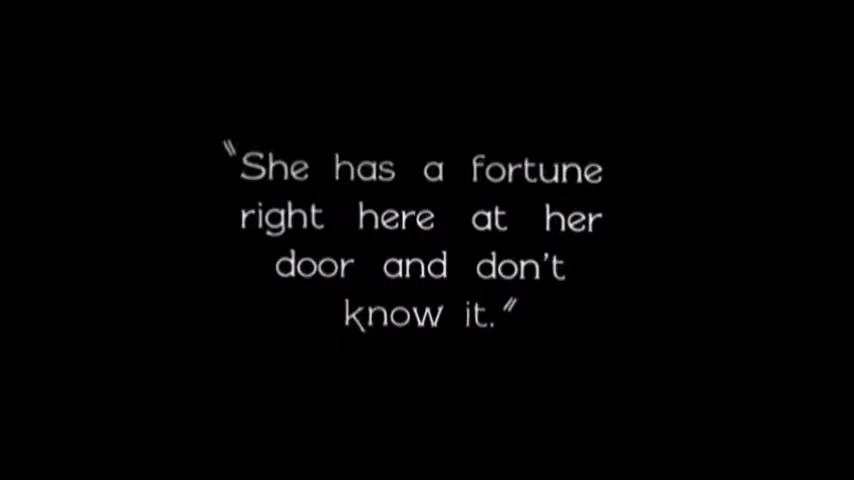 "She has a fortune
right here at her
door and don't
know it."